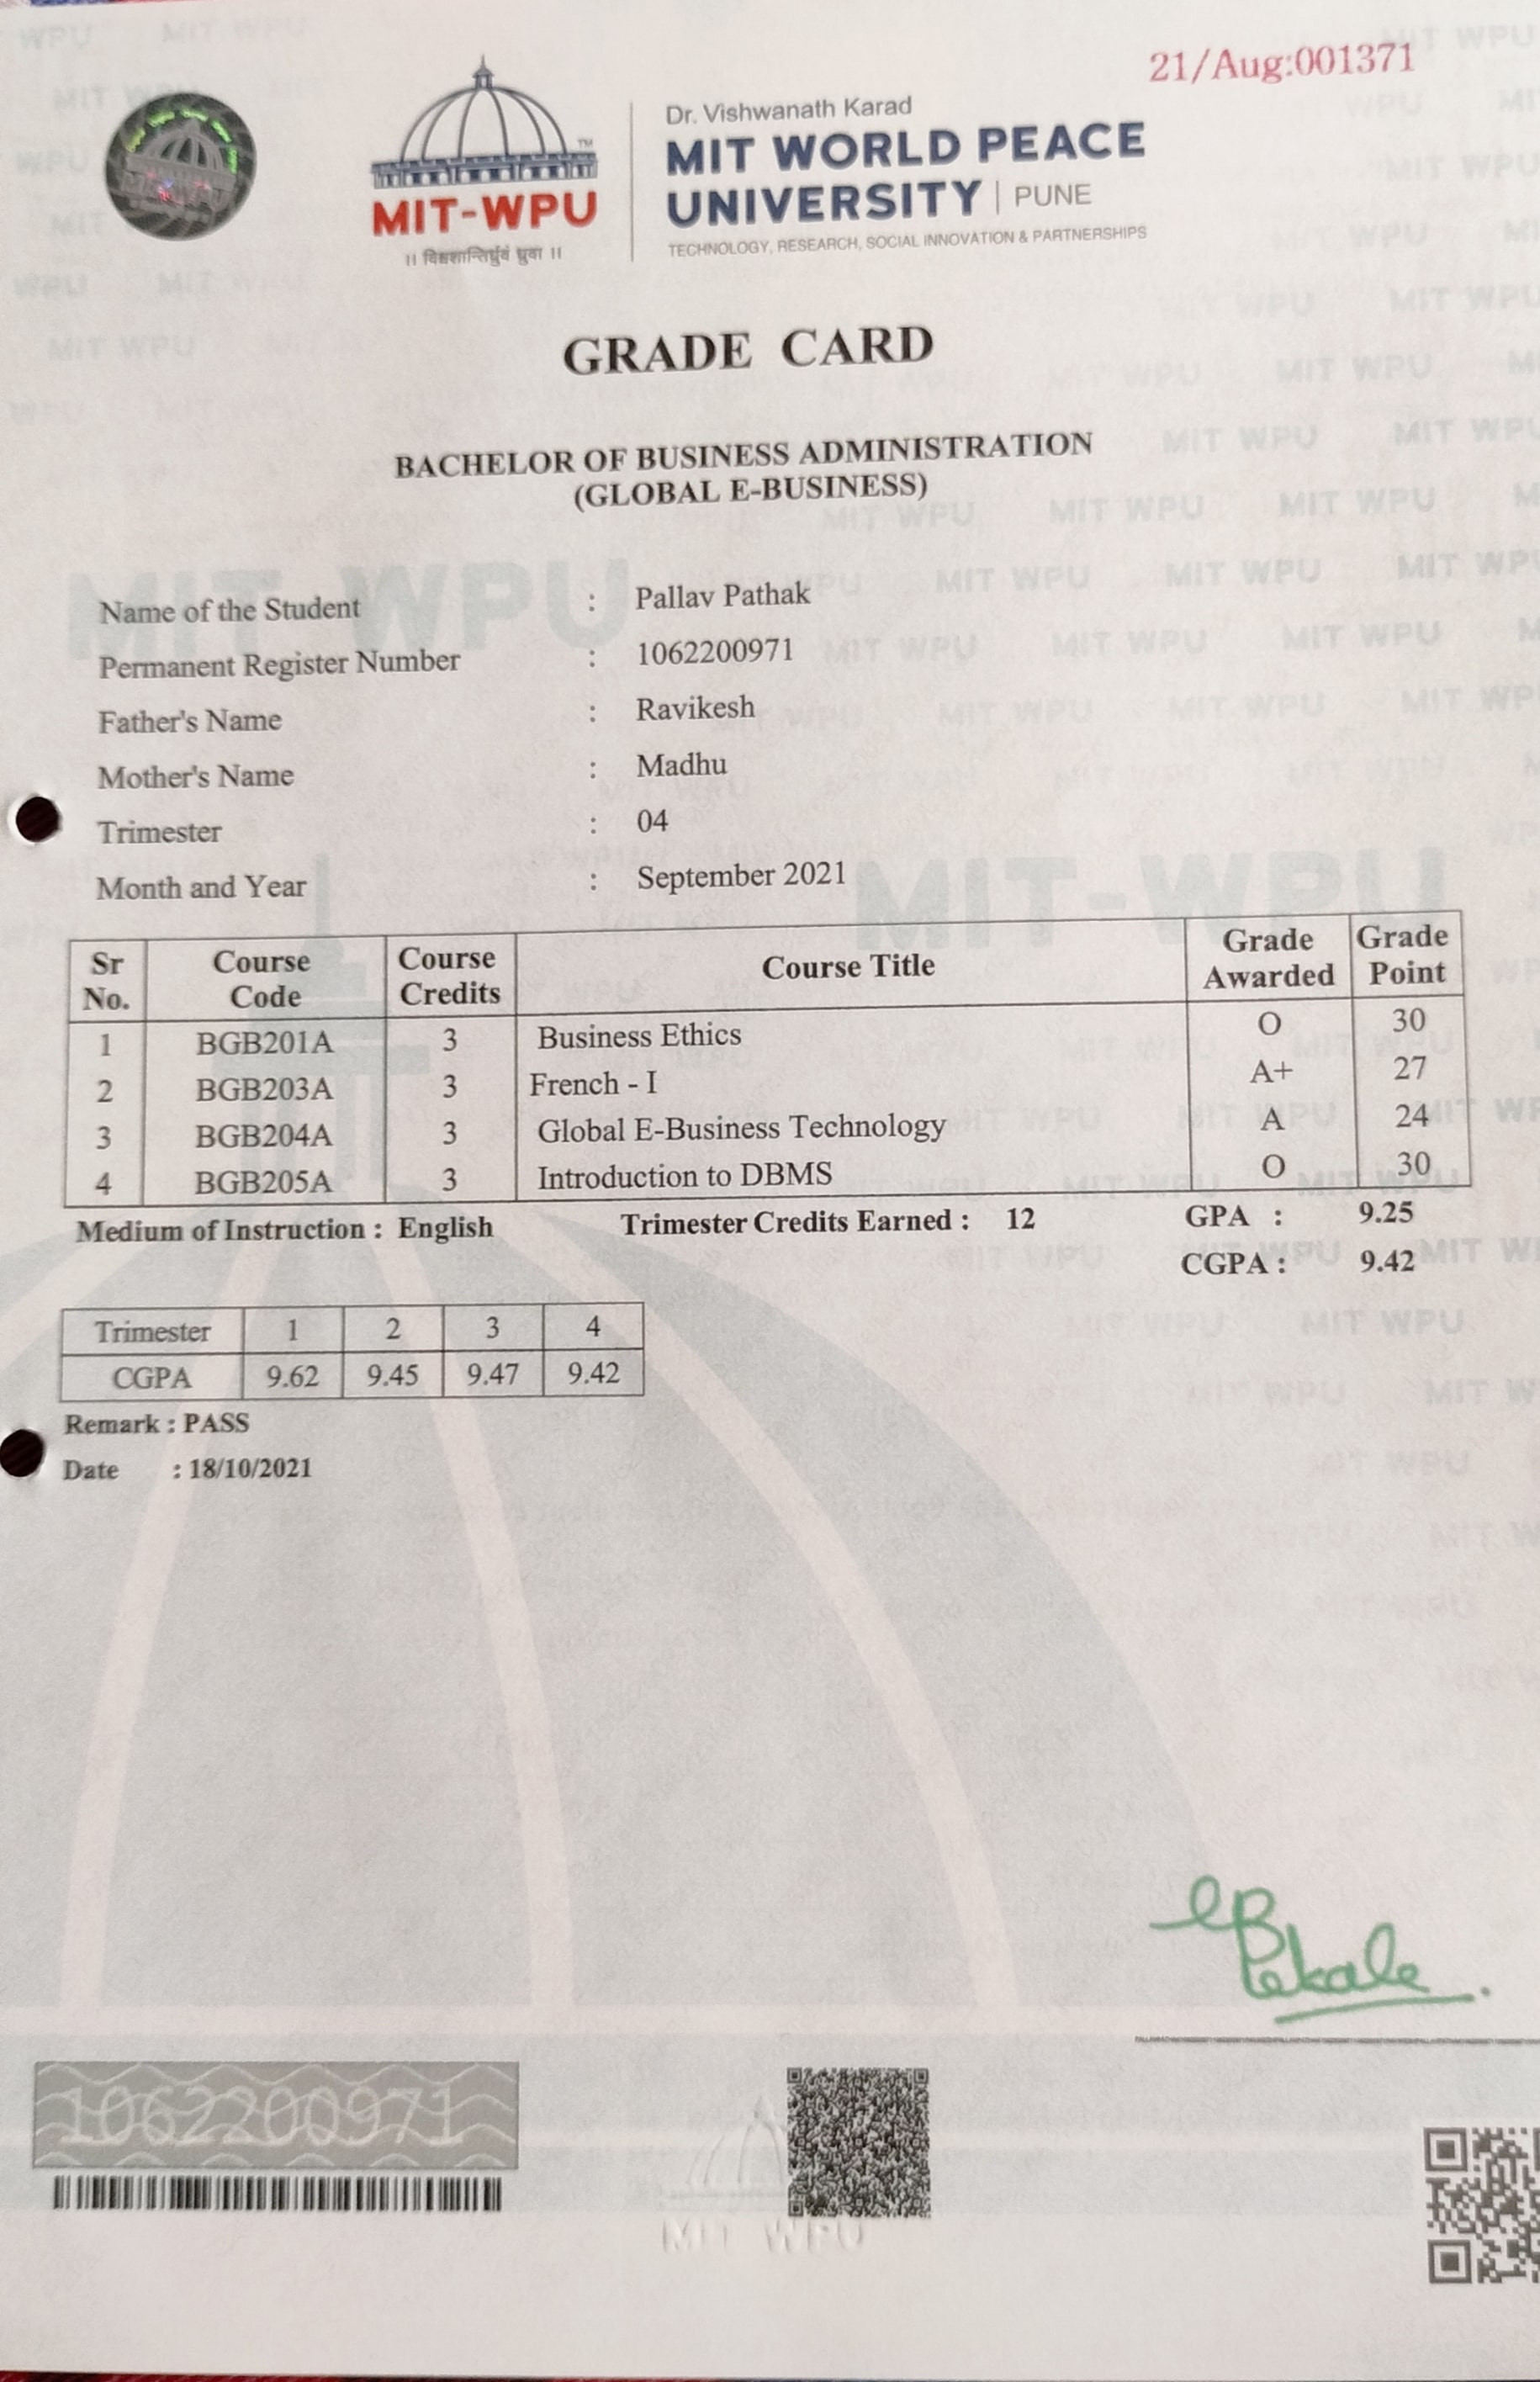 21/Aug:001371
MIT-WPU
TM
Dr. Vishwanath Karad
MIT WORLD PEACE
UNIVERSITY | PUNE
TECHNOLOGY, RESEARCH, SOCIAL INNOVATION & PARTNERSHIPS
GRADE CARD
BACHELOR OF BUSINESS ADMINISTRATION
(GLOBAL E-BUSINESS)
Name of the Student : Pallav Pathak
Permanent Register Number : 1062200971
Father's Name : Ravikesh
Mother's Name : Madhu
Trimester : 04
Month and Year : September 2021
Sr No. Course Code Course Credits Course Title Grade Awarded Grade Point
1 BGB201A 3 Business Ethics O 30
2 BGB203A 3 French - I A+ 27
3 BGB204A 3 Global E-Business Technology A 24
4 BGB205A 3 Introduction to DBMS O 30
Medium of Instruction : English Trimester Credits Earned : 12 GPA : 9.25
CGPA : 9.42
Trimester 1 2 3 4
CGPA 9.62 9.45 9.47 9.42
Remark : PASS
Date : 18/10/2021
1062200971
MIT WPU